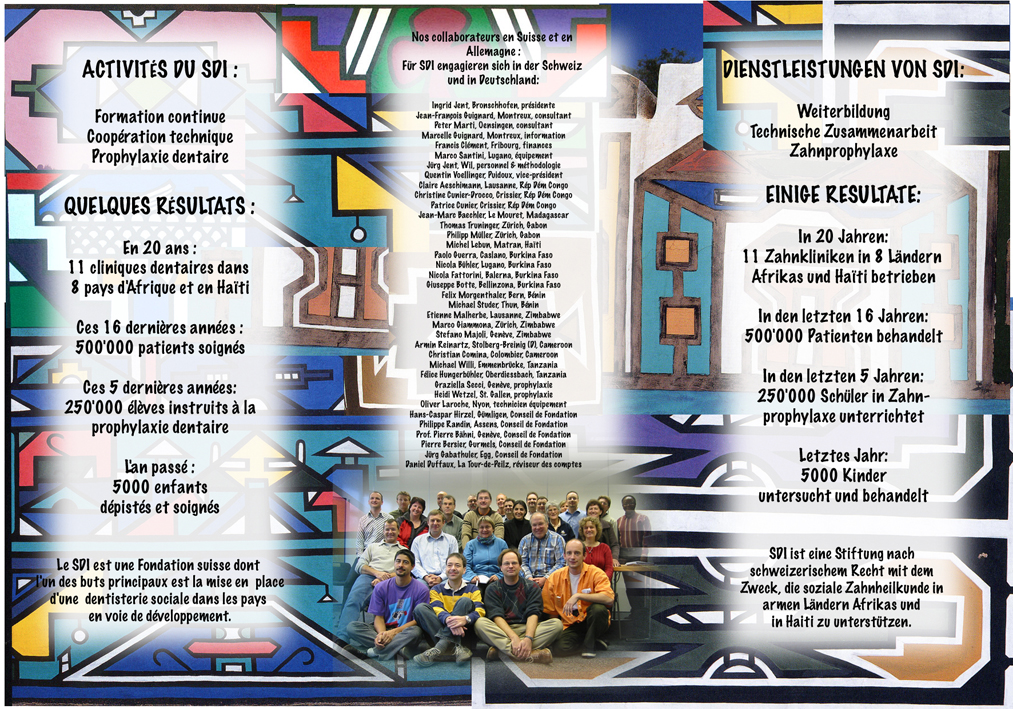 ACTIVITÉS DU SDI :
Formation continue
Coopération technique
Prophylaxie dentaire
QUELQUES RÉSULTATS :
En 20 ans :
11 cliniques dentaires dans
8 pays d'Afrique et en Haïti
Ces 16 dernières années :
500'000 patients soignés
Ces 5 dernières années:
250'000 élèves instruits à la
prophylaxie dentaire
L'an passé :
5000 enfants
dépistés et soignés
Le SDI est une Fondation suisse dont
l'un des buts principaux est la mise en place
d'une dentisterie sociale dans les pays
en voie de développement.
Nos collaborateurs en Suisse et en
Allemagne :
Für SDI engagieren sich in der Schweiz
und in Deutschland:
Ingrid Jent, Bronschhofen, présidente
Jean-François Guignard, Montreux, consultant
Peter Marti, Oensingen, consultant
Marcelle Guignard, Montreux, information
Francis Clément, Fribourg, finances
Marco Santini, Lugano, équipement
Jürg Jent, Wil, personnel & méthodologie
Quentin Voellinger, Puidoux, vice-président
Claire Aeschimann, Lausanne, Rép Dém Congo
Christine Cunier-Drocco, Crissier, Rép Dém Congo
Patrice Cunier, Crissier, Rép Dém Congo
Jean-Marc Baechler, Le Mouret, Madagascar
Thomas Truninger, Zürich, Gabon
Philipp Müller, Zürich, Gabon
Michel Lebun, Matran, Haïti
Paolo Guerra, Caslano, Burkina Faso
Nicola Bühler, Lugano, Burkina Faso
Nicola Fattorini, Balerna, Burkina Faso
Giuseppe Botte, Bellinzona, Burkina Faso
Felix Morgenthaler, Bern, Bénin
Michael Studer, Thun, Bénin
Etienne Malherbe, Lausanne, Zimbabwe
Marco Giammona, Zürich, Zimbabwe
Stefano Majoli, Genève, Zimbabwe
Armin Reinartz, Stolberg-Breinig (D), Cameroon
Christian Comina, Colombier, Cameroon
Michael Willi, Emmenbrücke, Tanzania
Félice Hungerbühler, Oberdiessbach, Tanzania
Graziella Secci, Genève, prophylaxie
Heidi Wetzel, St. Gallen, prophylaxie
Oliver Laroche, Nyon, technicien équipement
Hans-Caspar Hirzel, Gümligen, Conseil de Fondation
Philippe Randin, Assens, Conseil de Fondation
Prof. Pierre Bähni, Genève, Conseil de Fondation
Pierre Bersier, Gurmels, Conseil de Fondation
Jürg Gabathuler, Egg, Conseil de Fondation
Daniel Duffaux, La Tour-de-Peilz, réviseur des comptes
DIENSTLEISTUNGEN VON SDI:
Weiterbildung
Technische Zusammenarbeit
Zahnprophylaxe
EINIGE RESULTATE:
In 20 Jahren:
11 Zahnkliniken in 8 Ländern
Afrikas und Haïti betrieben
In den letzten 16 Jahren:
500'000 Patienten behandelt
In den letzten 5 Jahren:
250'000 Schüler in Zahn-
prophylaxe unterrichtet
Letztes Jahr:
5000 Kinder
untersucht und behandelt
SDI ist eine Stiftung nach
schweizerischem Recht mit dem
Zweck, die soziale Zahnheilkunde in
armen Ländern Afrikas und
in Haiti zu unterstützen.